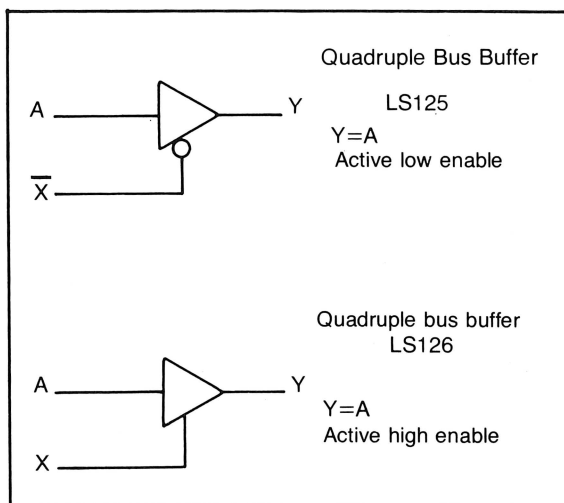 Quadruple Bus Buffer
LS125
A
Y
Y=A
Active low enable
X̅
Quadruple bus buffer
LS126
A
Y
Y=A
Active high enable
X